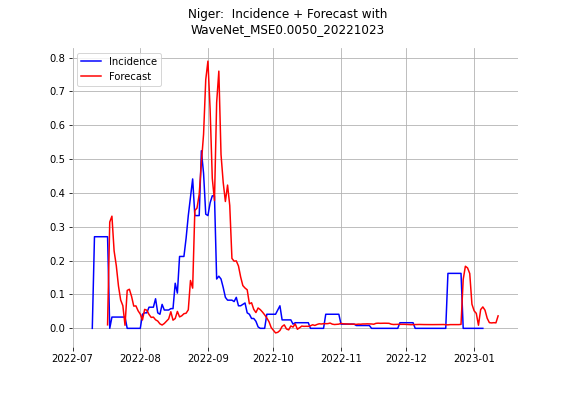 Niger:  Incidence + Forecast with
WaveNet_MSE0.0050_20221023
Incidence
Forecast
0.8
0.7
0.6
0.5
0.4
0.3
0.2
0.1
0.0
2022-07 2022-08 2022-09 2022-10 2022-11 2022-12 2023-01